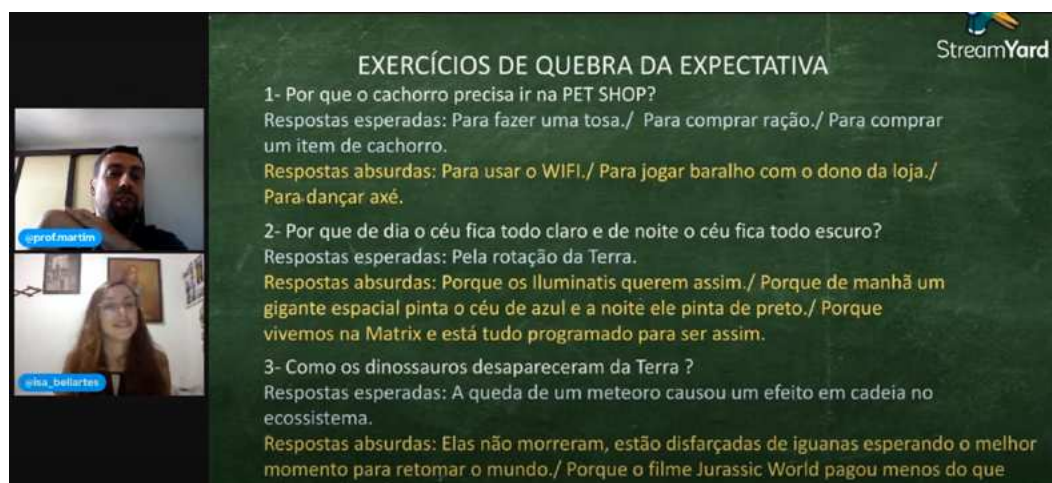 StreamYard
EXERCÍCIOS DE QUEBRA DA EXPECTATIVA
1- Por que o cachorro precisa ir na PET SHOP?
Respostas esperadas: Para fazer uma tosa./ Para comprar ração./ Para comprar
um item de cachorro.
Respostas absurdas: Para usar o WIFI./ Para jogar baralho com o dono da loja./
Para dançar axé.
2- Por que de dia o céu fica todo claro e de noite o céu fica todo escuro?
Respostas esperadas: Pela rotação da Terra.
Respostas absurdas: Porque os Iluminatis querem assim./ Porque de manhã um
gigante espacial pinta o céu de azul e a noite ele pinta de preto./ Porque
vivemos na Matrix e está tudo programado para ser assim.
3- Como os dinossauros desapareceram da Terra ?
Respostas esperadas: A queda de um meteoro causou um efeito em cadeia no
ecossistema.
Respostas absurdas: Elas não morreram, estão disfarçadas de iguanas esperando o melhor
momento para retomar o mundo./ Porque o filme Jurassic World pagou menos do que
@prof.martim
@isa_bellartes